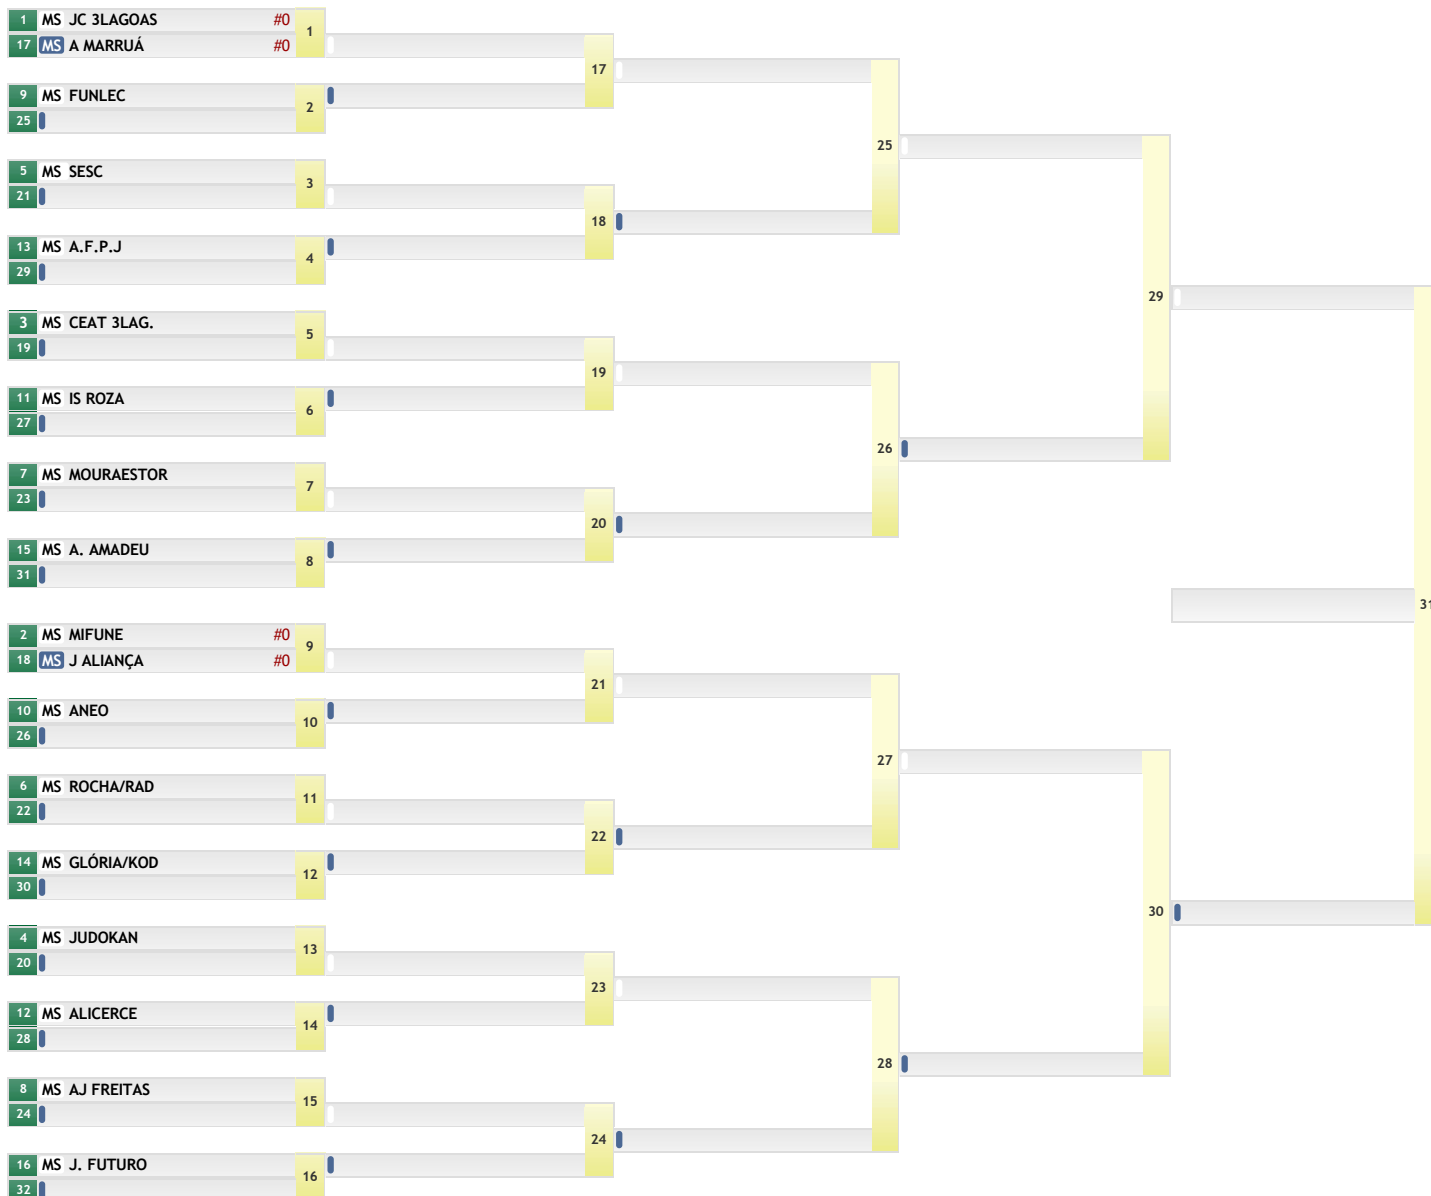 1 MS JC 3LAGOAS #0
1
17 MS A MARRUÁ #0
17
9 MS FUNLEC
2
25
25
5 MS SESC
3
21
18
13 MS A.F.P.J
4
29
29
3 MS CEAT 3LAG.
5
19
19
11 MS IS ROZA
6
27
26
7 MS MOURAESTOR
7
23
20
15 MS A. AMADEU
8
31
31
2 MS MIFUNE #0
9
18 MS J ALIANÇA #0
21
10 MS ANEO
10
26
27
6 MS ROCHA/RAD
11
22
22
14 MS GLÓRIA/KOD
12
30
30
4 MS JUDOKAN
13
20
23
12 MS ALICERCE
14
28
28
8 MS AJ FREITAS
15
24
24
16 MS J. FUTURO
16
32